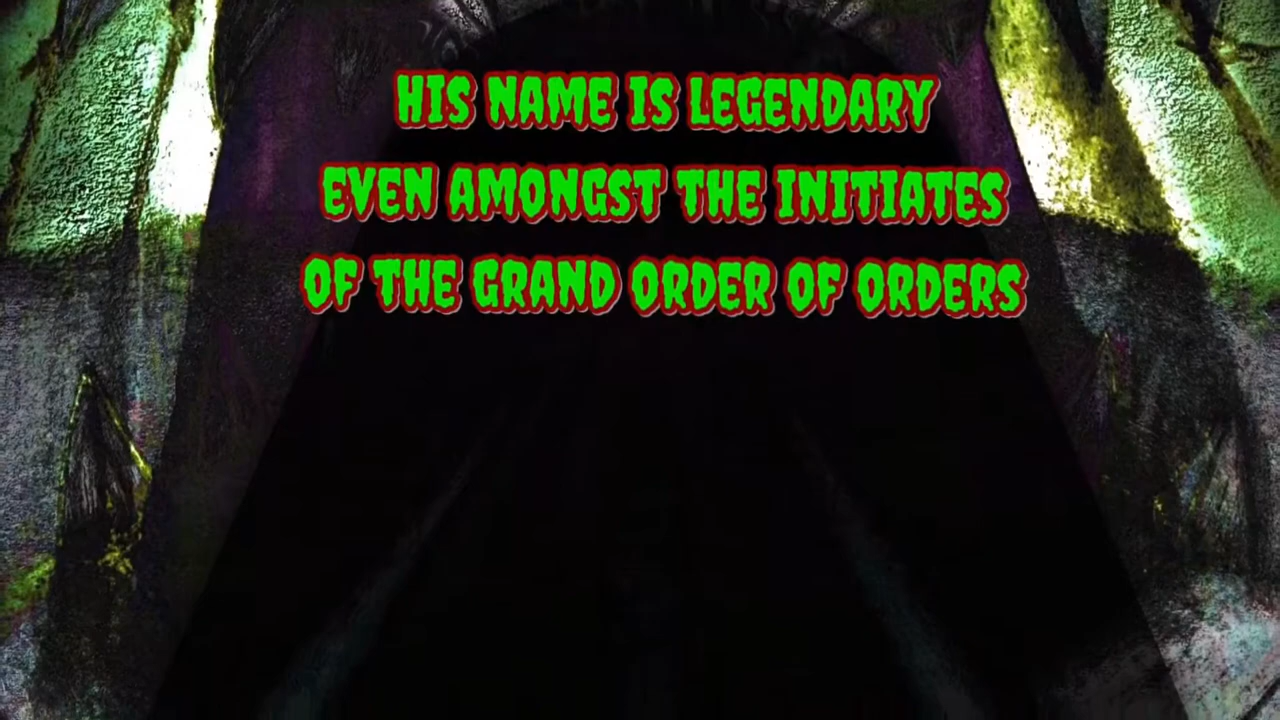 HIS NAME IS LEGENDARY
EVEN AMONGST THE INITIATES
OF THE GRAND ORDER OF ORDERS